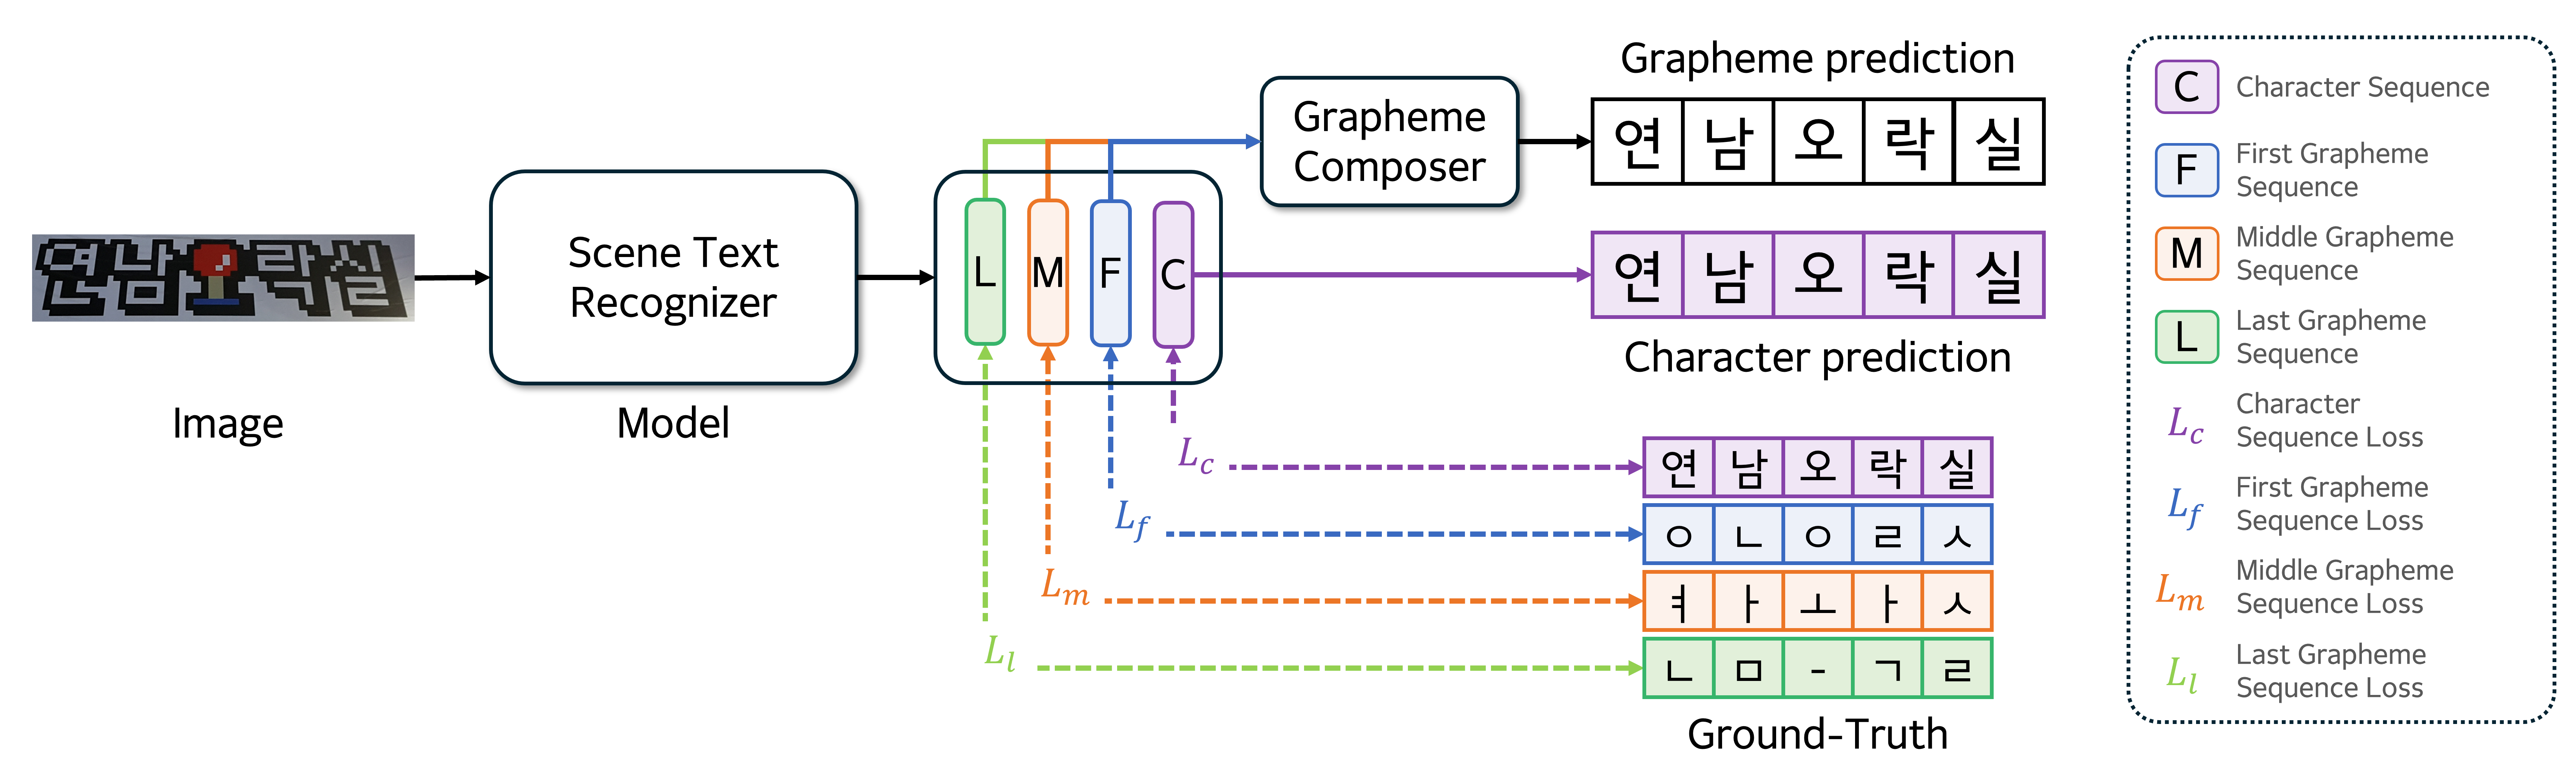 연남오락실
Image
Scene Text
Recognizer
Model
L M F C
Grapheme
Composer
Grapheme prediction
연 남 오 락 실
연 남 오 락 실
Character prediction
L_c
연 남 오 락 실
L_f
ㅇ ㄴ ㅇ ㄹ ㅅ
L_m
ㅕ ㅏ ㅗ ㅏ ㅅ
L_l
ㄴ ㅁ - ㄱ ㄹ
Ground-Truth
C Character Sequence
F First Grapheme
Sequence
M Middle Grapheme
Sequence
L Last Grapheme
Sequence
L_c Character
Sequence Loss
L_f First Grapheme
Sequence Loss
L_m Middle Grapheme
Sequence Loss
L_l Last Grapheme
Sequence Loss